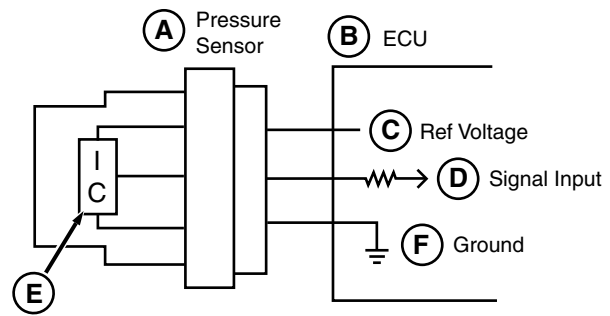 A Pressure
Sensor
B ECU
C Ref Voltage
I
C
D Signal Input
F Ground
E